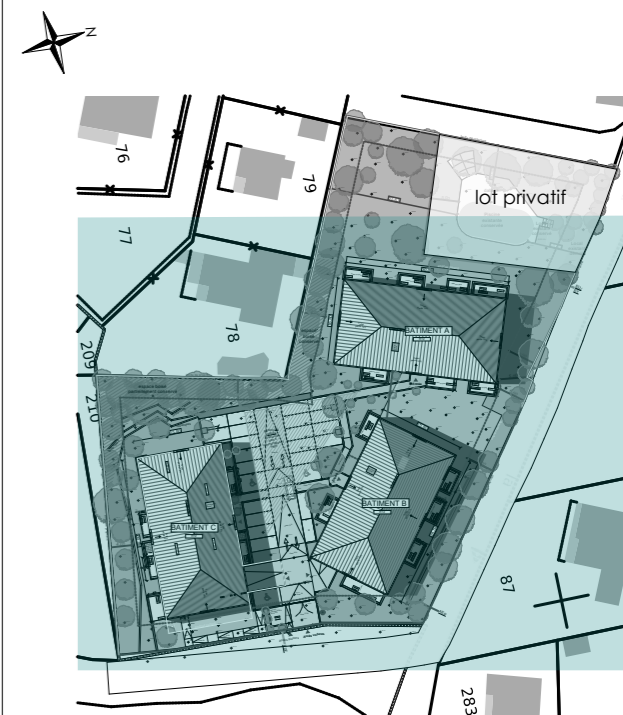 N
76
79
lot privatif
77
78
BATIMENT A
209
210
BATIMENT B
BATIMENT C
87
283